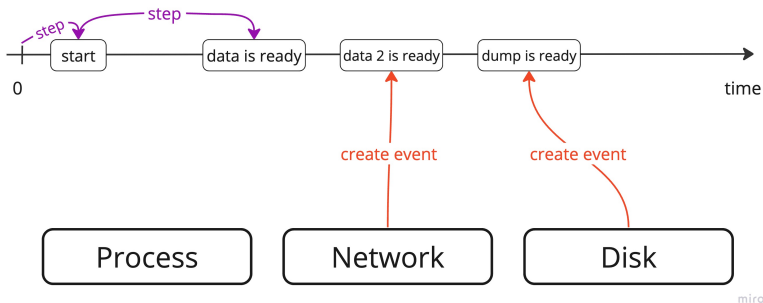 step
step
start
data is ready
data 2 is ready
dump is ready
0
time
create event
create event
Process
Network
Disk
miro